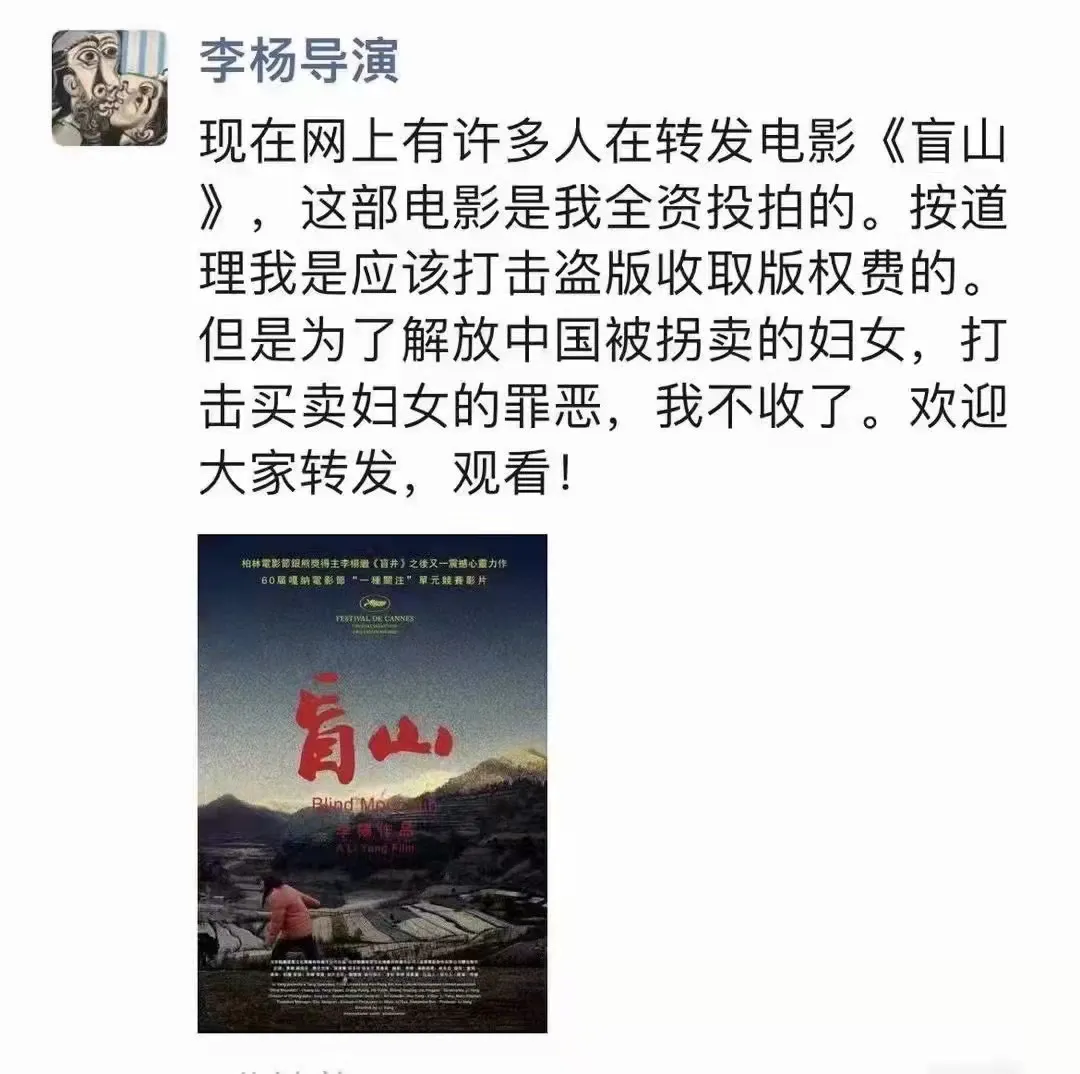 李杨导演
现在网上有许多人在转发电影《盲山
》，这部电影是我全资投拍的。按道
理我是应该打击盗版收取版权费的。
但是为了解放中国被拐卖的妇女，打
击买卖妇女的罪恶，我不收了。欢迎
大家转发，观看！
柏林電影節銀熊獎得主李楊繼《盲井》之後又一震撼心靈力作
60届嘎納電影節“一種關注”單元競賽影片
FESTIVAL DE CANNES
盲山
Blind
李楊作品
A Li Yang Film